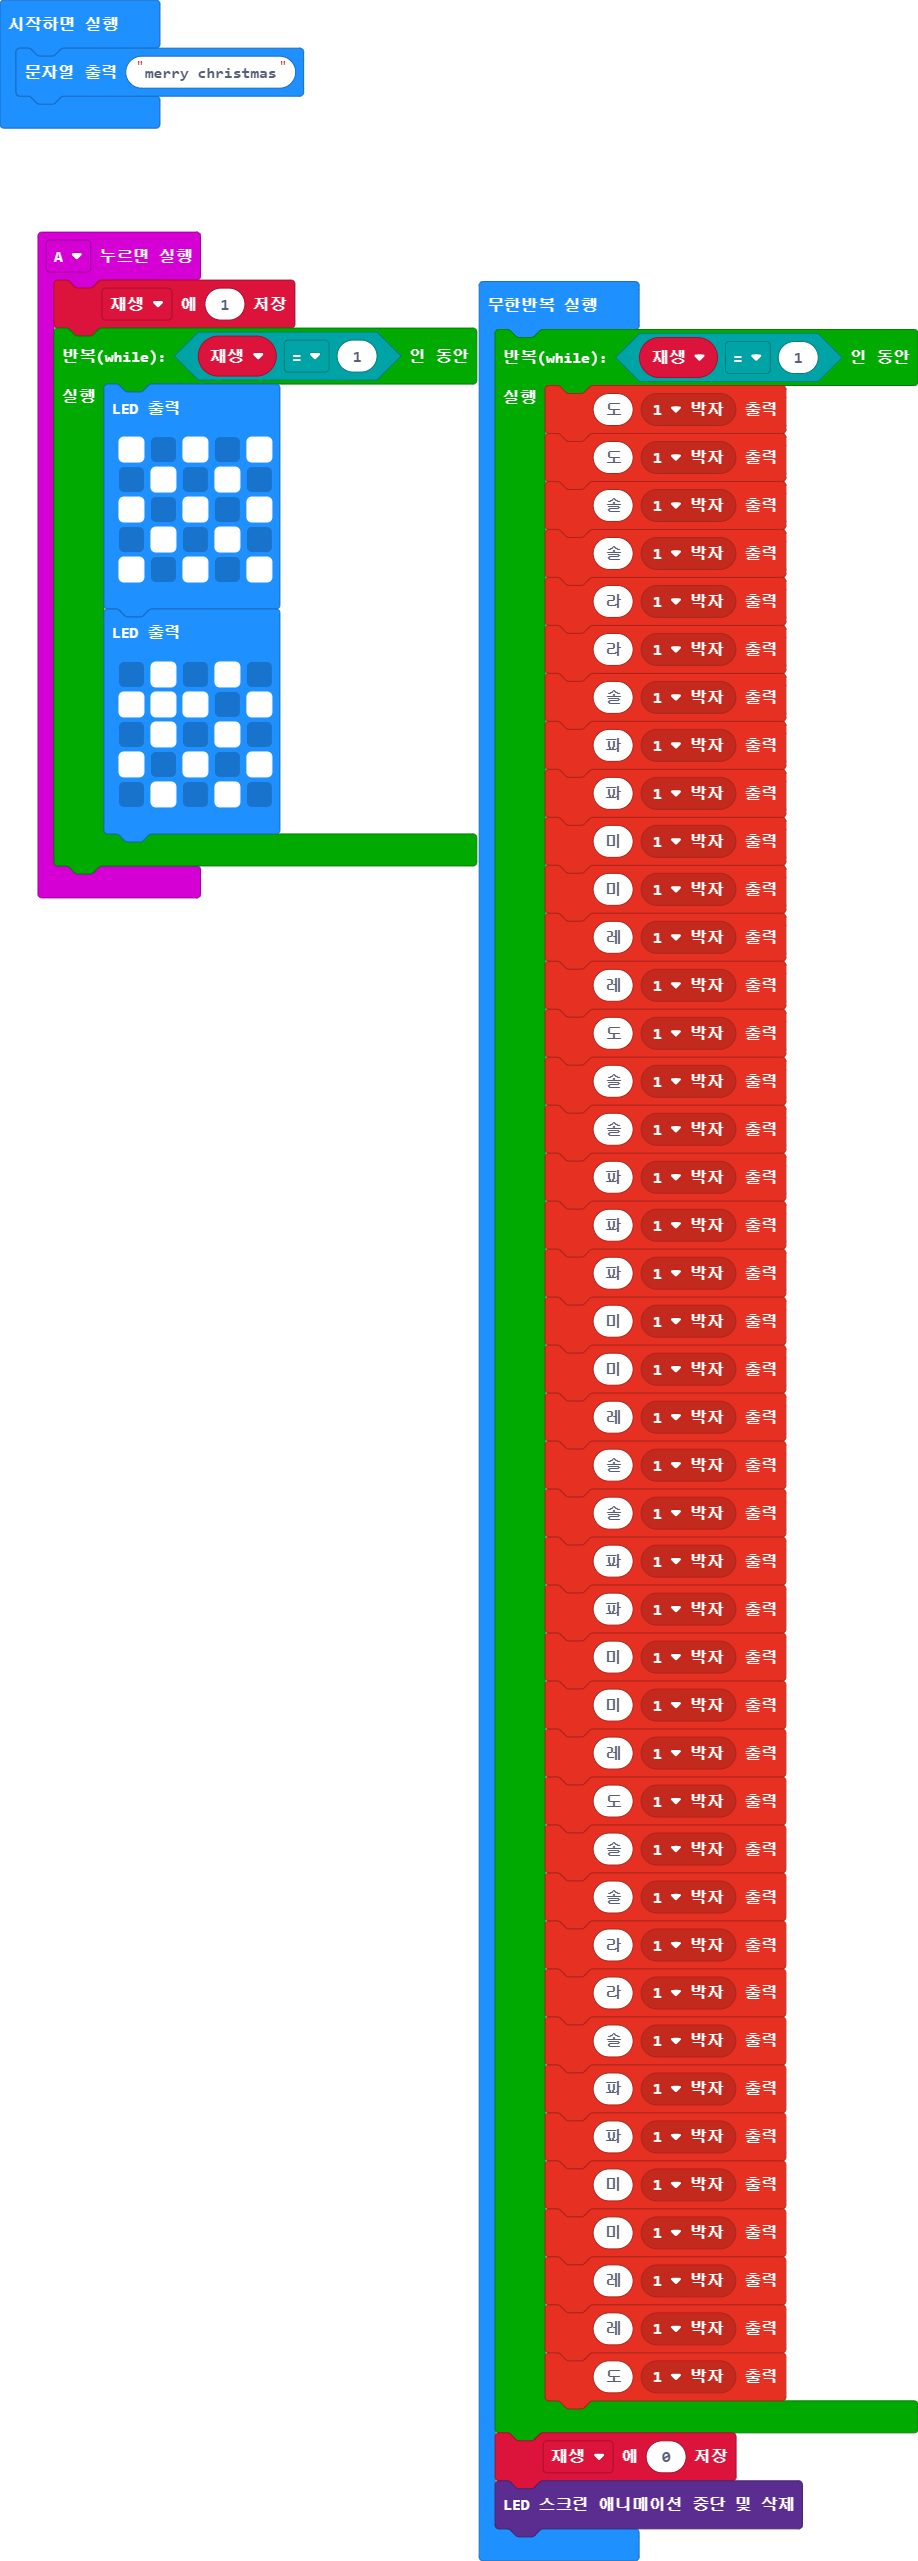 시작하면 실행
문자열 출력 "merry christmas"
A 누르면 실행
재생 에 1 저장
반복(while): 재생 = 1 인 동안
실행
LED 출력
LED 출력
무한반복 실행
반복(while): 재생 = 1 인 동안
실행
도 1 박자 출력
도 1 박자 출력
솔 1 박자 출력
솔 1 박자 출력
라 1 박자 출력
라 1 박자 출력
솔 1 박자 출력
파 1 박자 출력
파 1 박자 출력
미 1 박자 출력
미 1 박자 출력
레 1 박자 출력
레 1 박자 출력
도 1 박자 출력
솔 1 박자 출력
솔 1 박자 출력
파 1 박자 출력
파 1 박자 출력
파 1 박자 출력
미 1 박자 출력
미 1 박자 출력
레 1 박자 출력
솔 1 박자 출력
솔 1 박자 출력
파 1 박자 출력
파 1 박자 출력
미 1 박자 출력
미 1 박자 출력
레 1 박자 출력
도 1 박자 출력
솔 1 박자 출력
솔 1 박자 출력
라 1 박자 출력
라 1 박자 출력
솔 1 박자 출력
파 1 박자 출력
파 1 박자 출력
미 1 박자 출력
미 1 박자 출력
레 1 박자 출력
레 1 박자 출력
도 1 박자 출력
재생 에 0 저장
LED 스크린 애니메이션 중단 및 삭제